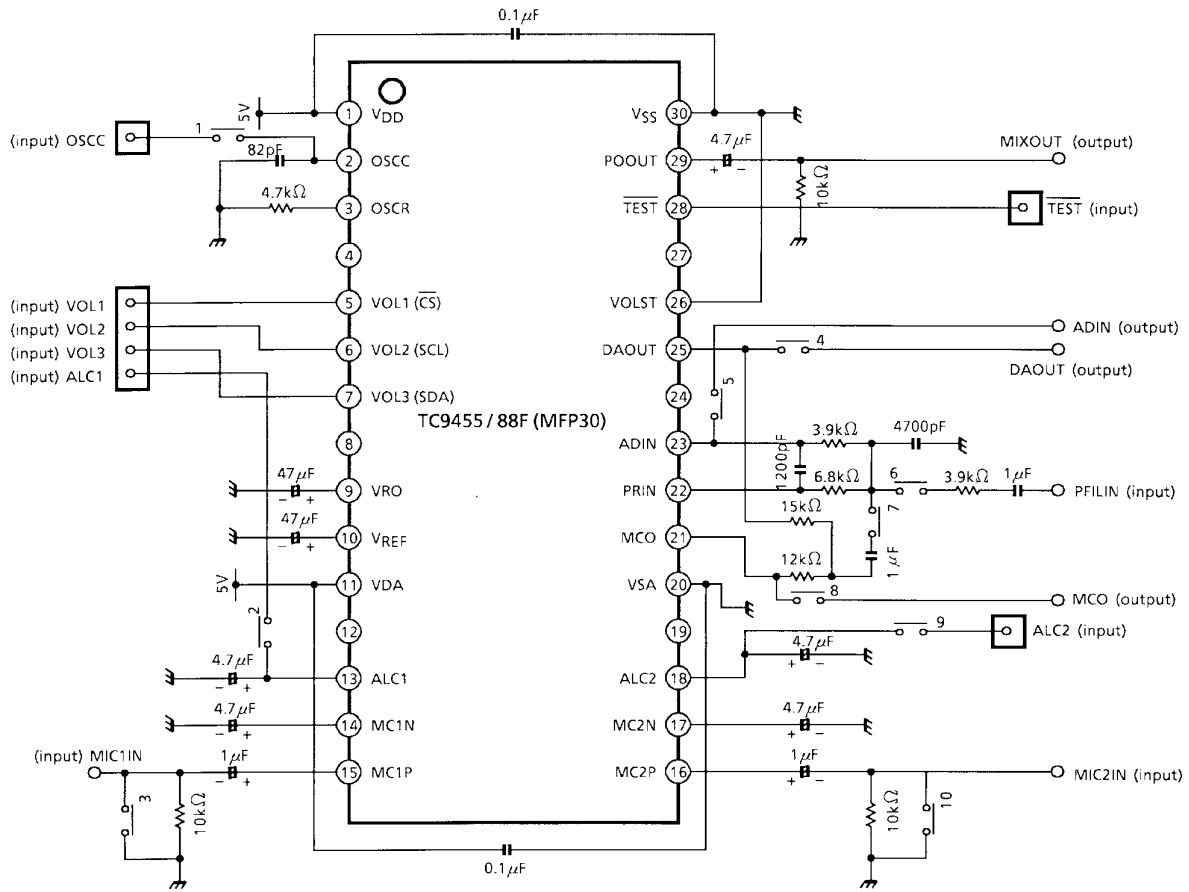 0.1μF
5V
1 VDD
VSS 30
(input) OSCC
1
82pF
2 OSCC
4.7μF
+ -
POOUT 29
MIXOUT (output)
10kΩ
4.7kΩ
3 OSCR
TEST 28
TEST (input)
4
27
(input) VOL1
5 VOL1 (CS)
VOLST 26
(input) VOL2
6 VOL2 (SCL)
DAOUT 25
4
ADIN (output)
DAOUT (output)
(input) VOL3
(input) ALC1
7 VOL3 (SDA)
24
5
TC9455 / 88F (MFP30)
8
ADIN 23
3.9kΩ
4700pF
1200pF
47μF
- +
9 VRO
PRIN 22
6.8kΩ
6
3.9kΩ
1μF
PFILIN (input)
47μF
- +
10 VREF
MCO 21
15kΩ
7
12kΩ
1μF
5V
11 VDA
VSA 20
8
MCO (output)
2
12
19
9
ALC2 (input)
4.7μF
- +
13 ALC1
ALC2 18
4.7μF
+ -
4.7μF
- +
14 MC1N
MC2N 17
4.7μF
+ -
(input) MIC1IN
1μF
- +
15 MC1P
MC2P 16
1μF
+ -
MIC2IN (input)
3
10kΩ
10kΩ
10
0.1μF